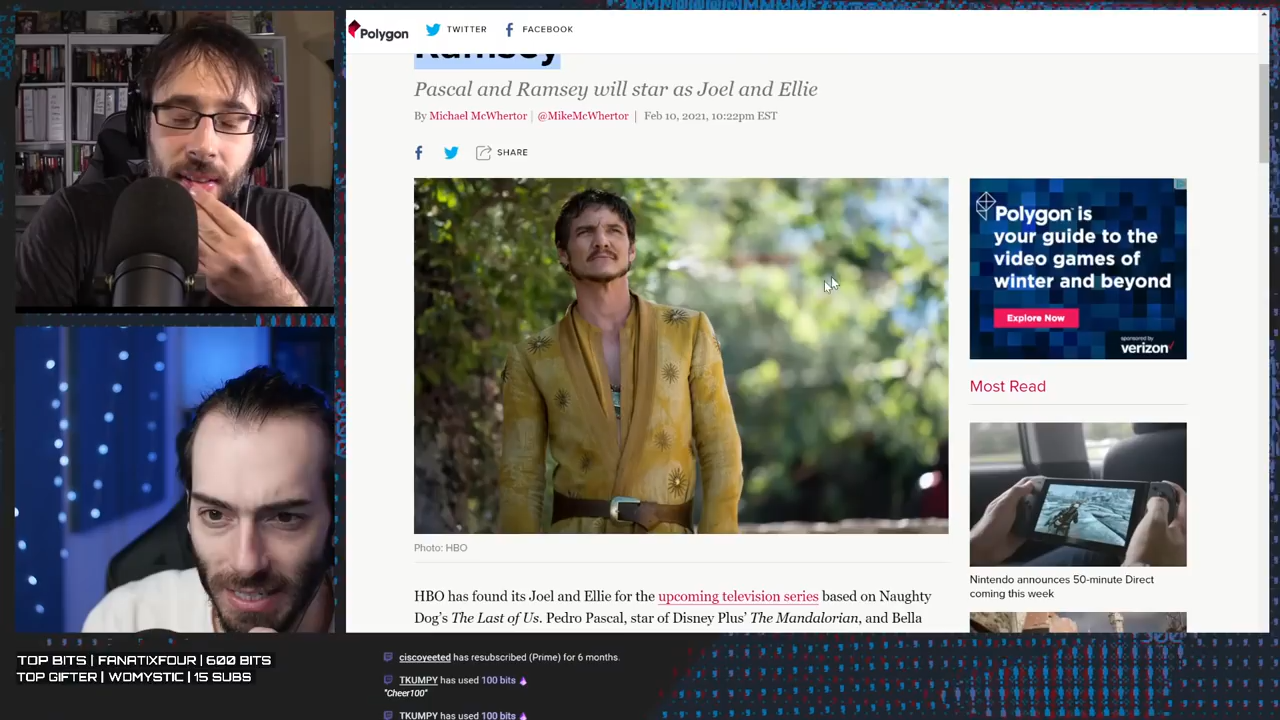 Polygon
TWITTER
FACEBOOK
Ramsey
Pascal and Ramsey will star as Joel and Ellie
By Michael McWhertor | @MikeMcWhertor | Feb 10, 2021, 10:22pm EST
SHARE
Polygon is
your guide to the
video games of
winter and beyond
Explore Now
sponsored by
verizon✓
Most Read
Nintendo announces 50-minute Direct
coming this week
Photo: HBO
HBO has found its Joel and Ellie for the upcoming television series based on Naughty
Dog’s The Last of Us. Pedro Pascal, star of Disney Plus’ The Mandalorian, and Bella
TOP BITS | FANATIXFOUR | 600 BITS
TOP GIFTER | WDMYSTIC | 15 SUBS
ciscoyeeted has resubscribed (Prime) for 6 months.
TKUMPY has used 100 bits
"Cheer100"
TKUMPY has used 100 bits